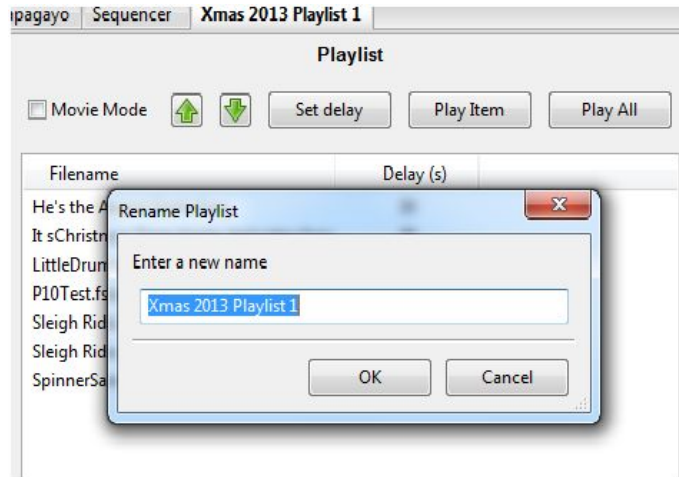 pagayo Sequencer Xmas 2013 Playlist 1
Playlist
Movie Mode Set delay Play Item Play All
Filename Delay (s)
He's the A
It sChristn
LittleDrum
P10Test.fs
Sleigh Rid
Sleigh Rid
SpinnerSa
Rename Playlist
Enter a new name
Xmas 2013 Playlist 1
OK Cancel